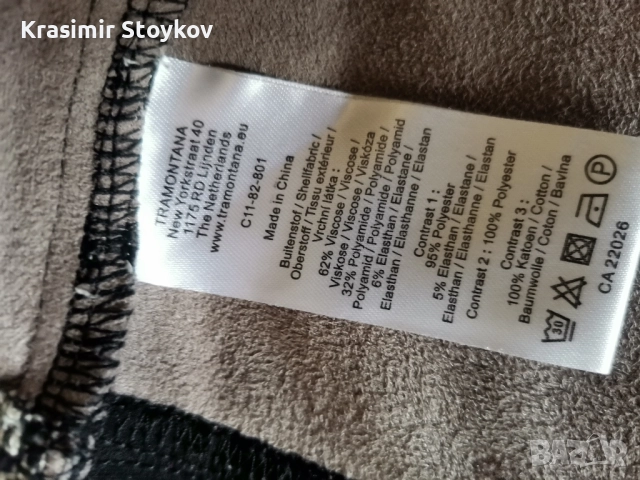 Krasimir Stoykov
TRAMONTANA
New Yorkstraat 40
1175 RD Lijnden
The Netherlands
www.tramontana.eu
C11-82-801
Made in China
Buitenstof / Shellfabric /
Oberstoff / Tissu extérieur /
Vrchní látka :
62% Viscose / Viscose /
Viskose / Viscose / Viskóza
32% Polyamide / Polyamide /
Polyamid / Polyamide / Polyamid
6% Elasthan / Elastane /
Elasthan / Elasthanne / Elastan
Contrast 1 :
95% Polyester
5% Elasthan / Elastane /
Elasthan / Elasthanne / Elastan
Contrast 2 : 100% Polyester
Contrast 3 :
100% Katoen / Cotton /
Baumwolle / Coton / Bavlna
30
CA 22026
BAZAR